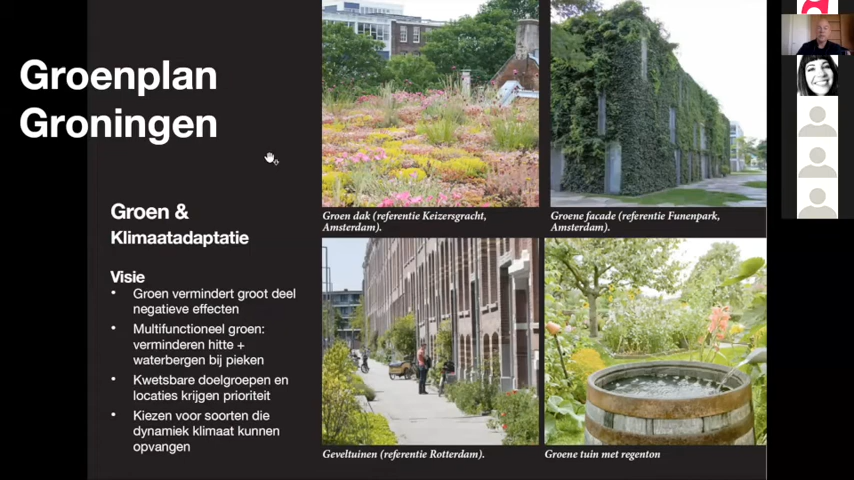 Groenplan
Groningen
Groen &
Klimaatadaptatie
Visie
• Groen vermindert groot deel
negatieve effecten
• Multifunctioneel groen:
verminderen hitte +
waterbergen bij pieken
• Kwetsbare doelgroepen en
locaties krijgen prioriteit
• Kiezen voor soorten die
dynamiek klimaat kunnen
opvangen
Groen dak (referentie Keizersgracht,
Amsterdam).
Groene facade (referentie Funenpark,
Amsterdam).
Geveltuinen (referentie Rotterdam).
Groene tuin met regenton